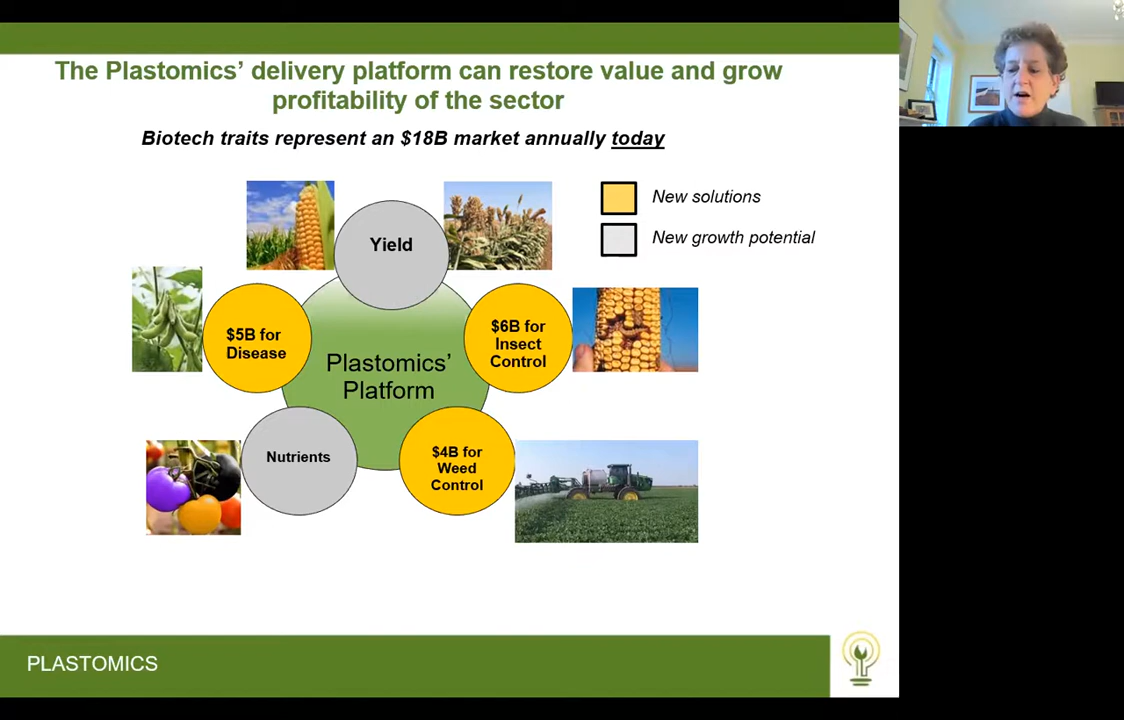 The Plastomics' delivery platform can restore value and grow
profitability of the sector
Biotech traits represent an $18B market annually today
New solutions
New growth potential
Yield
$5B for
Disease
$6B for
Insect
Control
Plastomics'
Platform
Nutrients
$4B for
Weed
Control
PLASTOMICS